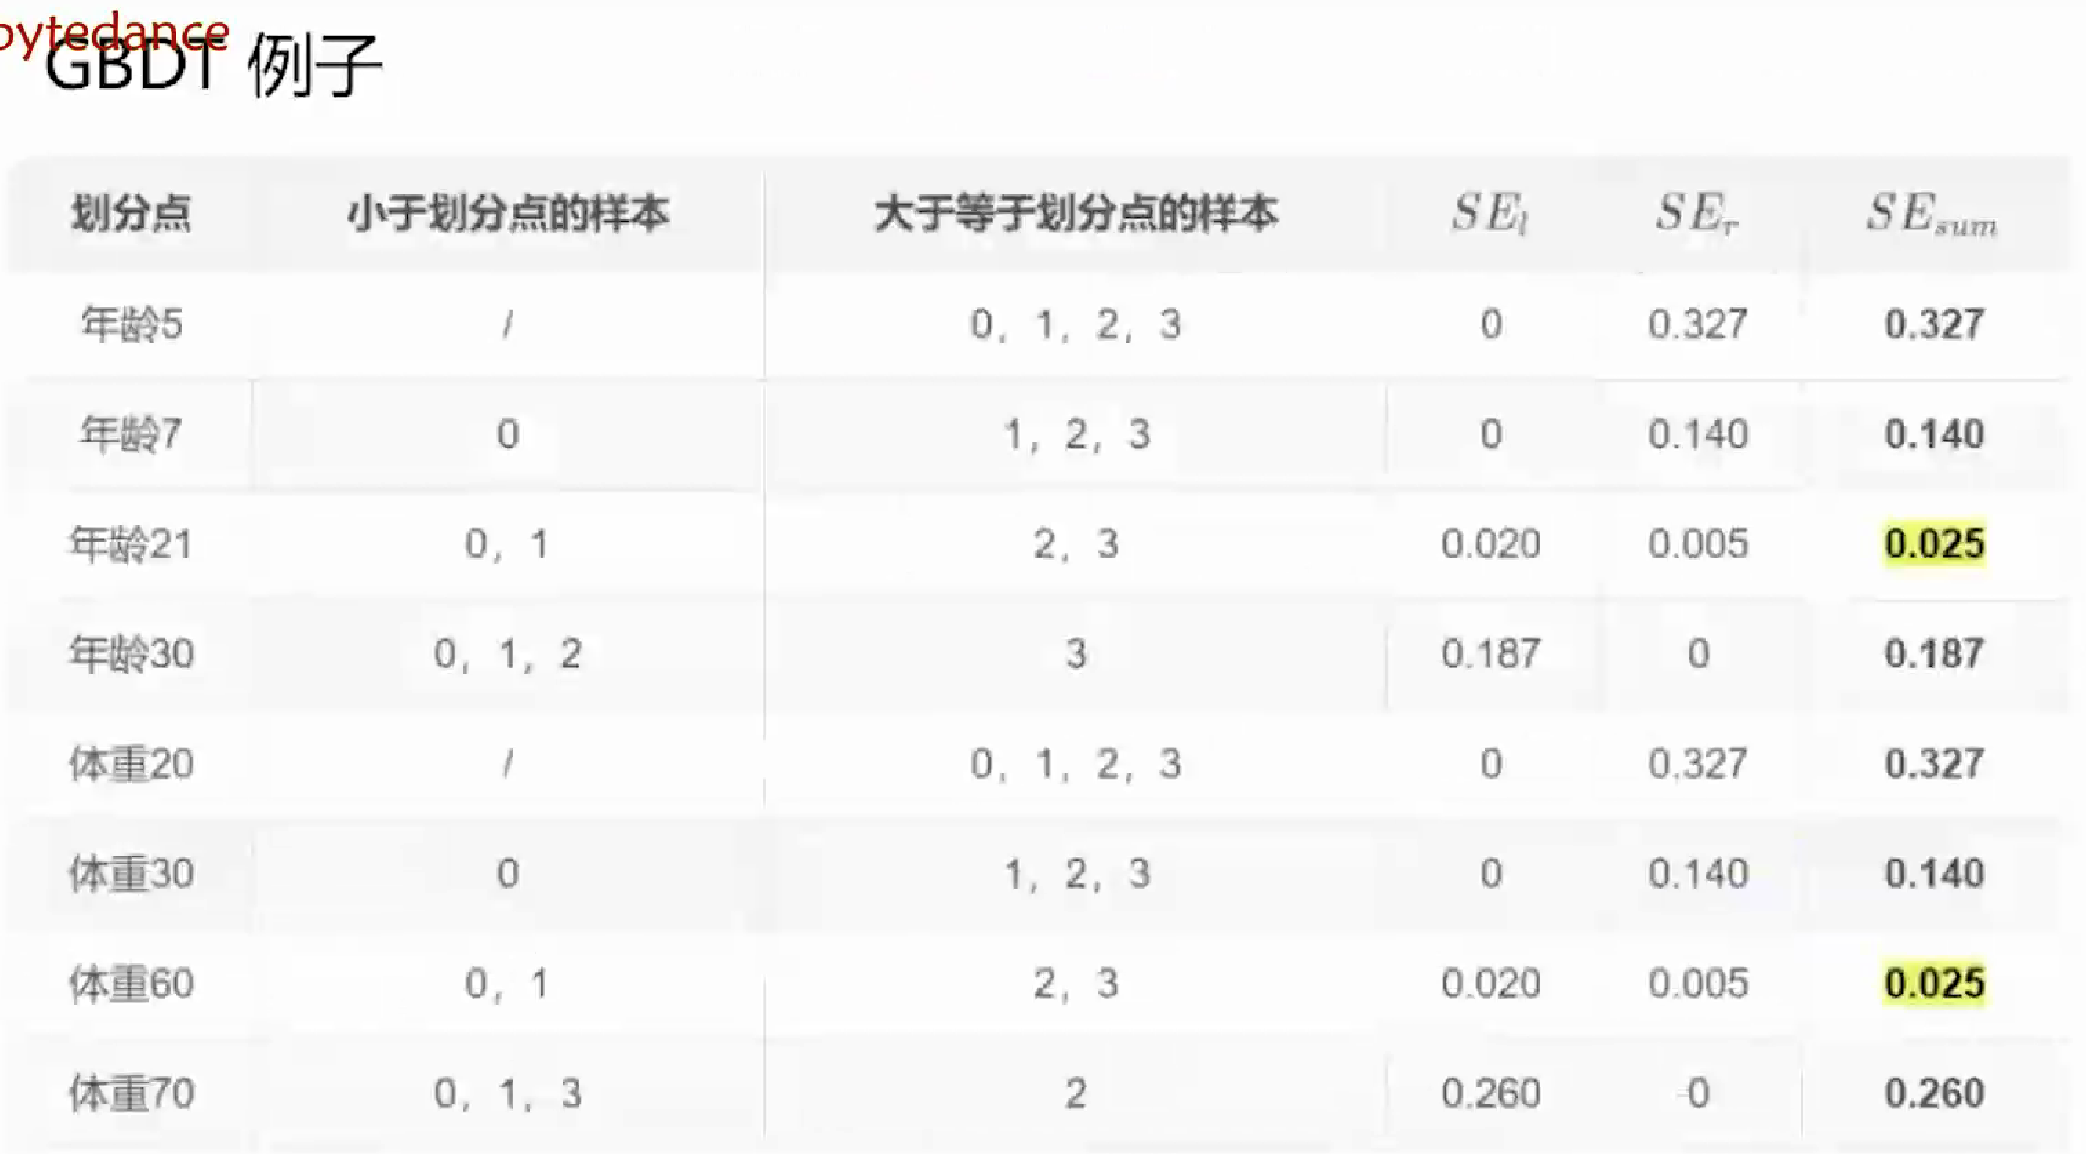 bytedance
GBDT 例子
划分点 小于划分点的样本 大于等于划分点的样本 SE_l SE_r SE_sum
年龄5 / 0, 1, 2, 3 0 0.327 0.327
年龄7 0 1, 2, 3 0 0.140 0.140
年龄21 0, 1 2, 3 0.020 0.005 0.025
年龄30 0, 1, 2 3 0.187 0 0.187
体重20 / 0, 1, 2, 3 0 0.327 0.327
体重30 0 1, 2, 3 0 0.140 0.140
体重60 0, 1 2, 3 0.020 0.005 0.025
体重70 0, 1, 3 2 0.260 0 0.260